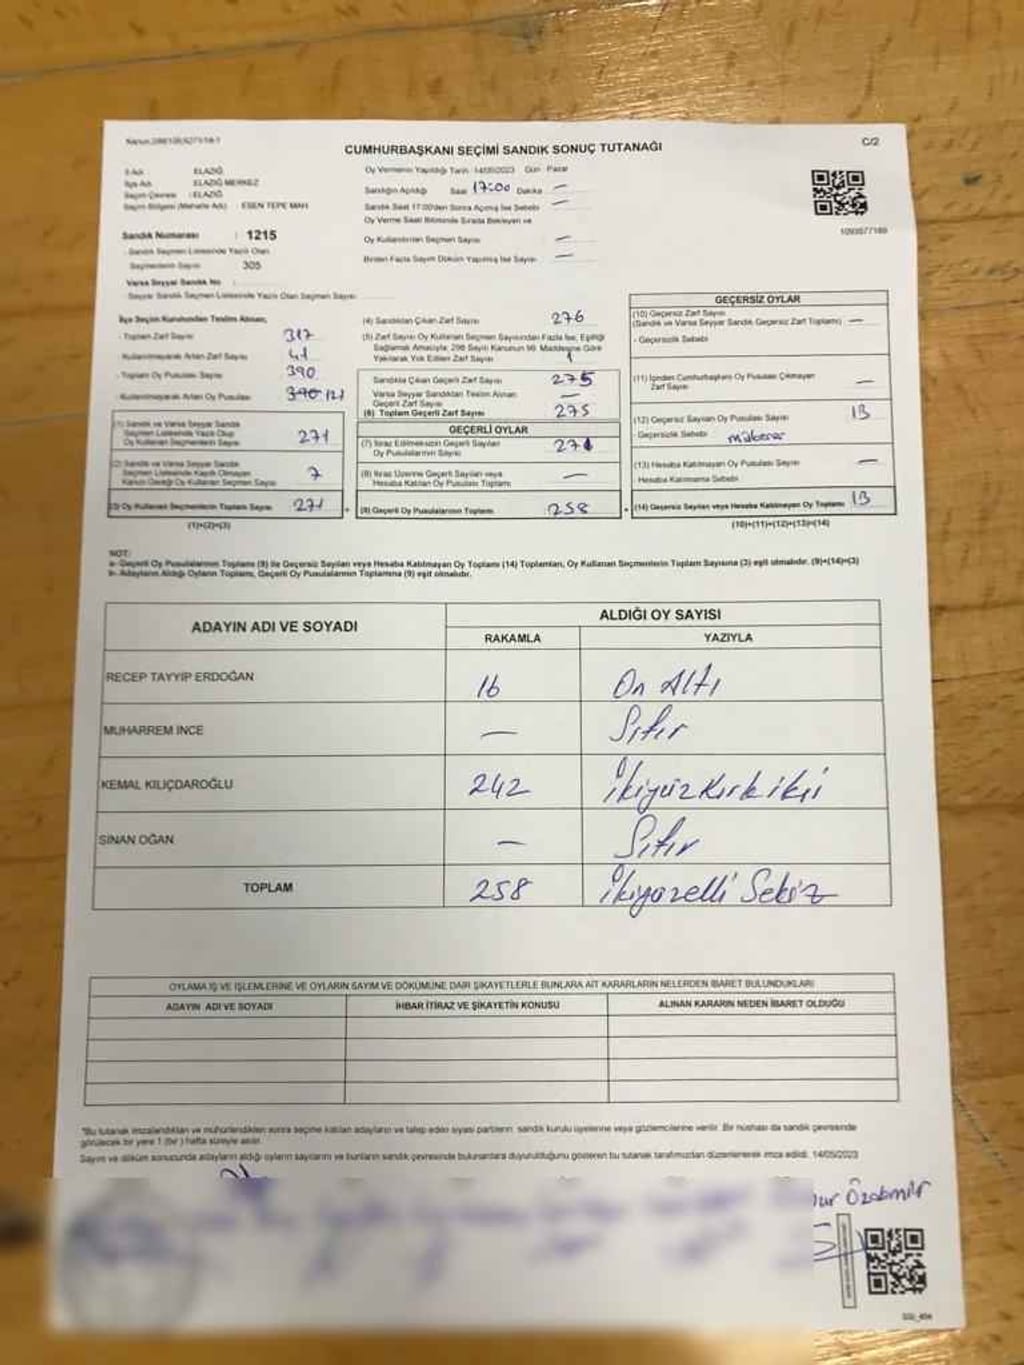 CUMHURBAŞKANI SEÇİMİ SANDIK SONUÇ TUTANAĞI
C/2
İli Adı : ELAZIĞ
İlçe Adı : ELAZIĞ MERKEZ
Seçim Çevresi : ELAZIĞ
Seçim Bölgesi (Mahalle Adı) : ESEN TEPE MAH
Sandık Numarası : 1215
Sandık Seçmen Listesinde Yazılı Olan
Seçmenlerin Sayısı : 305
Varsa Seyyar Sandık No :
Seyyar Sandık Seçmen Listesinde Yazılı Olan Seçmen Sayısı :
Oy Vermenin Yapıldığı Tarih : 14/05/2023 Gün : Pazar
Sandığın Açıldığı Saat 17:00 Dakika —
Sandık Saat 17:00'den Sonra Açılmış İse Sebebi —
Oy Verme Saati Bitiminde Sırada Bekleyen ve
Oy Kullandırılan Seçmen Sayısı —
Birden Fazla Sayım Döküm Yapılmış İse Sayısı —
1093077189
İlçe Seçim Kurulundan Teslim Alınan;
- Toplam Zarf Sayısı 317
- Kullanılmayarak Artan Zarf Sayısı 41
- Toplam Oy Pusulası Sayısı 390
- Kullanılmayarak Artan Oy Pusulası
(1) Sandık ve Varsa Seyyar Sandık
Seçmen Listesinde Yazılı Olup
Oy Kullanan Seçmenlerin Sayısı 271
(2) Sandık ve Varsa Seyyar Sandık
Seçmen Listesinde Kayıtlı Olmayan
Kanun Gereği Oy Kullanan Seçmen Sayısı 7
(3) Oy Kullanan Seçmenlerin Toplam Sayısı 271
(1)+(2)=(3)
(4) Sandıktan Çıkan Zarf Sayısı 276
(5) Zarf Sayısı Oy Kullanan Seçmen Sayısından Fazla İse, Eşitliği
Sağlamak Amacıyla; 298 Sayılı Kanunun 98. Maddesine Göre
Yakılarak Yok Edilen Zarf Sayısı 1
Sandıkta Çıkan Geçerli Zarf Sayısı 275
Varsa Seyyar Sandıktan Teslim Alınan
Geçerli Zarf Sayısı —
(6) Toplam Geçerli Zarf Sayısı 275
GEÇERLİ OYLAR
(7) İtiraz Edilmeksizin Geçerli Sayılan
Oy Pusulalarının Sayısı 271
(8) İtiraz Üzerine Geçerli Sayılan veya
Hesaba Katılan Oy Pusulası Toplamı —
(9) Geçerli Oy Pusulalarının Toplamı 258
GEÇERSİZ OYLAR
(10) Geçersiz Zarf Sayısı
(Sandık ve Varsa Seyyar Sandık Geçersiz Zarf Toplamı) —
- Geçersizlik Sebebi
(11) İçinden Cumhurbaşkanı Oy Pusulası Çıkmayan
Zarf Sayısı —
(12) Geçersiz Sayılan Oy Pusulası Sayısı 13
- Geçersizlik Sebebi
(13) Hesaba Katılmayan Oy Pusulası Sayısı —
Hesaba Katılmama Sebebi
(14) Geçersiz Sayılan veya Hesaba Katılmayan Oy Toplamı 13
(10)+(11)+(12)+(13)=(14)
NOT:
a- Geçerli Oy Pusulalarının Toplamı (9) ile Geçersiz Sayılan veya Hesaba Katılmayan Oy Toplamı (14) Toplamları, Oy Kullanan Seçmenlerin Toplam Sayısına (3) eşit olmalıdır. (9)+(14)=(3)
b- Adayların Aldığı Oyların Toplamı, Geçerli Oy Pusulalarının Toplamına (9) eşit olmalıdır.
ADAYIN ADI VE SOYADI
ALDIĞI OY SAYISI
RAKAMLA YAZIYLA
RECEP TAYYİP ERDOĞAN 16 On Altı
MUHARREM İNCE — Sıfır
KEMAL KILIÇDAROĞLU 242 İkiyüz kırk iki
SİNAN OĞAN — Sıfır
TOPLAM 258 İkiyüzelli Sekiz
OYLAMA İŞ VE İŞLEMLERİNE VE OYLARIN SAYIM VE DÖKÜMÜNE DAİR ŞİKAYETLERLE BUNLARA AİT KARARLARIN NELERDEN İBARET BULUNDUKLARI
ADAYIN ADI VE SOYADI İHBAR İTİRAZ VE ŞİKAYETİN KONUSU ALINAN KARARIN NEDEN İBARET OLDUĞU
*Bu tutanak imzalandıktan ve mühürlendikten sonra seçime katılan adayların ve talep eden siyasi partilerin sandık kurulu üyelerine veya gözlemcilerine verilir. Bir nüshası da sandık çevresinde
görülecek bir yere 1 (bir) hafta süreyle asılır.
Sayım ve döküm sonucunda adayların aldığı oyların sayılarını ve bunların sandık çevresinde bulunanlara duyurulduğunu gösteren bu tutanak tarafımızdan düzenlenerek imza edildi. 14/05/2023